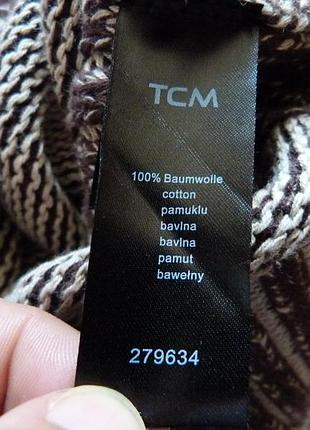 TCM
100% Baumwolle
cotton
pamuklu
bavlna
bavlna
pamut
bawełny
279634